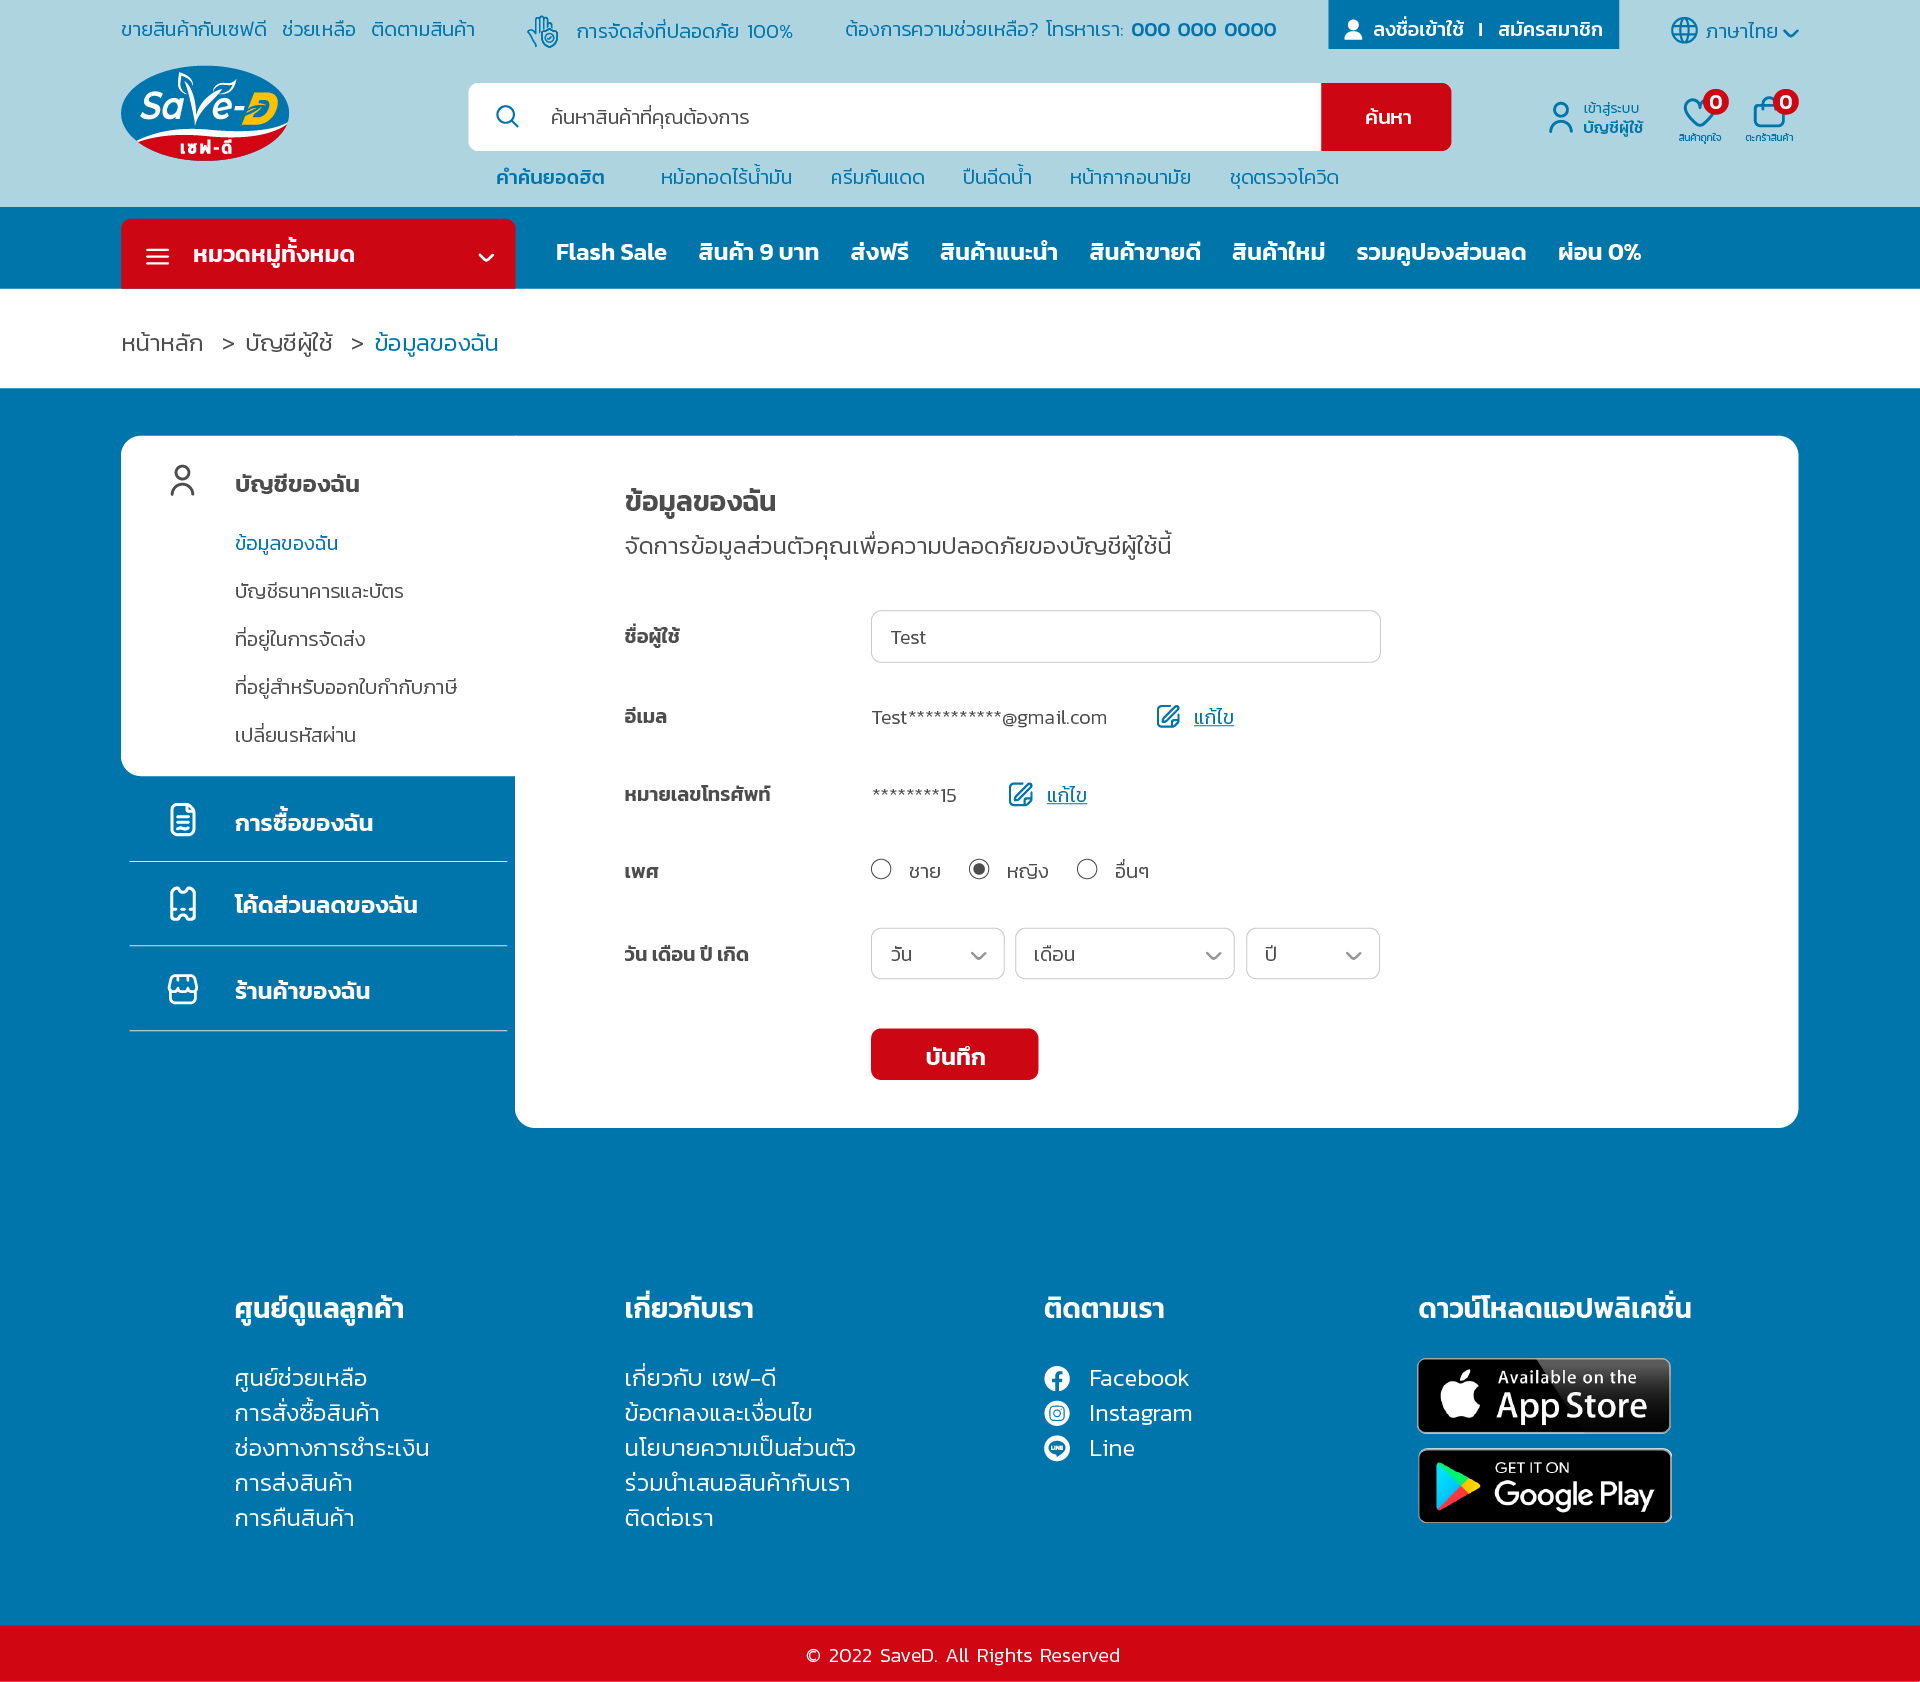 ขายสินค้ากับเซฟดี ช่วยเหลือ ติดตามสินค้า
การจัดส่งที่ปลอดภัย 100%
ต้องการความช่วยเหลือ? โทรหาเรา: 000 000 0000
ลงชื่อเข้าใช้ | สมัครสมาชิก
ภาษาไทย
SaVe-D
เซฟ-ดี
ค้นหาสินค้าที่คุณต้องการ
ค้นหา
เข้าสู่ระบบ
บัญชีผู้ใช้
0
สินค้าถูกใจ
0
ตะกร้าสินค้า
คำค้นยอดฮิต หม้อทอดไร้น้ำมัน ครีมกันแดด ปืนฉีดน้ำ หน้ากากอนามัย ชุดตรวจโควิด
หมวดหมู่ทั้งหมด
Flash Sale สินค้า 9 บาท ส่งฟรี สินค้าแนะนำ สินค้าขายดี สินค้าใหม่ รวมคูปองส่วนลด ผ่อน 0%
หน้าหลัก > บัญชีผู้ใช้ > ข้อมูลของฉัน
บัญชีของฉัน
ข้อมูลของฉัน
บัญชีธนาคารและบัตร
ที่อยู่ในการจัดส่ง
ที่อยู่สำหรับออกใบกำกับภาษี
เปลี่ยนรหัสผ่าน
การซื้อของฉัน
โค้ดส่วนลดของฉัน
ร้านค้าของฉัน
ข้อมูลของฉัน
จัดการข้อมูลส่วนตัวคุณเพื่อความปลอดภัยของบัญชีผู้ใช้นี้
ชื่อผู้ใช้ Test
อีเมล Test***********@gmail.com แก้ไข
หมายเลขโทรศัพท์ ********15 แก้ไข
เพศ ชาย หญิง อื่นๆ
วัน เดือน ปี เกิด วัน เดือน ปี
บันทึก
ศูนย์ดูแลลูกค้า
ศูนย์ช่วยเหลือ
การสั่งซื้อสินค้า
ช่องทางการชำระเงิน
การส่งสินค้า
การคืนสินค้า
เกี่ยวกับเรา
เกี่ยวกับ เซฟ-ดี
ข้อตกลงและเงื่อนไข
นโยบายความเป็นส่วนตัว
ร่วมนำเสนอสินค้ากับเรา
ติดต่อเรา
ติดตามเรา
Facebook
Instagram
LINE Line
ดาวน์โหลดแอปพลิเคชั่น
Available on the
App Store
GET IT ON
Google Play
© 2022 SaveD. All Rights Reserved